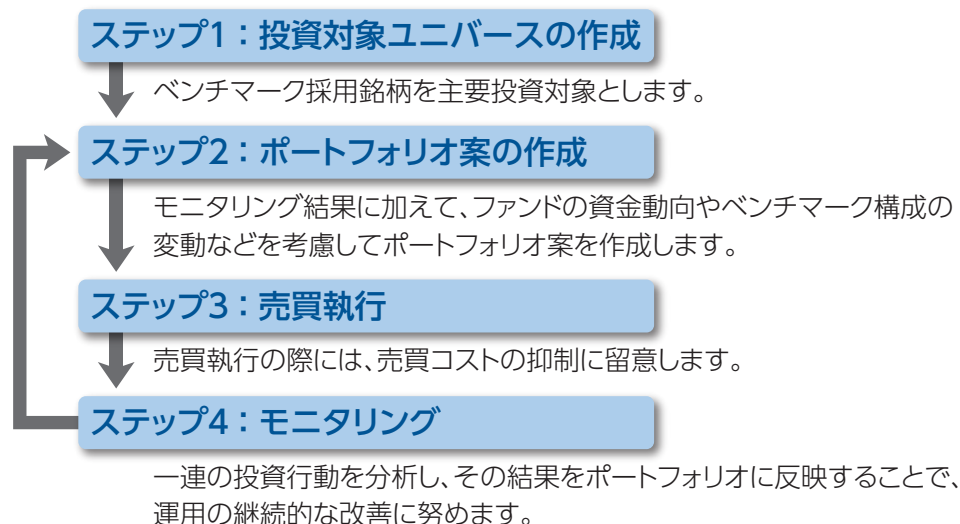 ステップ1：投資対象ユニバースの作成
ベンチマーク採用銘柄を主要投資対象とします。
ステップ2：ポートフォリオ案の作成
モニタリング結果に加えて、ファンドの資金動向やベンチマーク構成の
変動などを考慮してポートフォリオ案を作成します。
ステップ3：売買執行
売買執行の際には、売買コストの抑制に留意します。
ステップ4：モニタリング
一連の投資行動を分析し、その結果をポートフォリオに反映することで、
運用の継続的な改善に努めます。